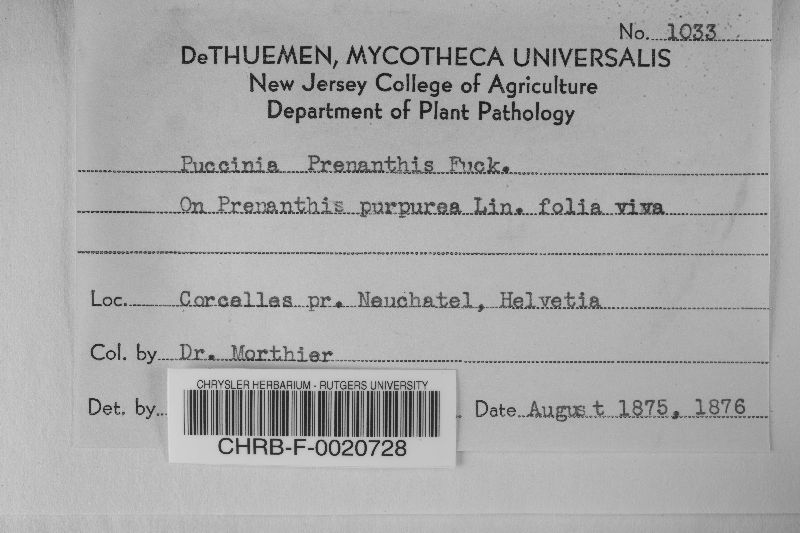 No. 1033
DeTHUEMEN, MYCOTHECA UNIVERSALIS
New Jersey College of Agriculture
Department of Plant Pathology
Puccinia Prenanthis Fuck.
On Prenanthis purpurea Lin. folia viva
Loc. Corcelles pr. Neuchatel, Helvetia
Col. by Dr. Morthier
Det. by
Date August 1875, 1876
CHRYSLER HERBARIUM - RUTGERS UNIVERSITY
CHRB-F-0020728